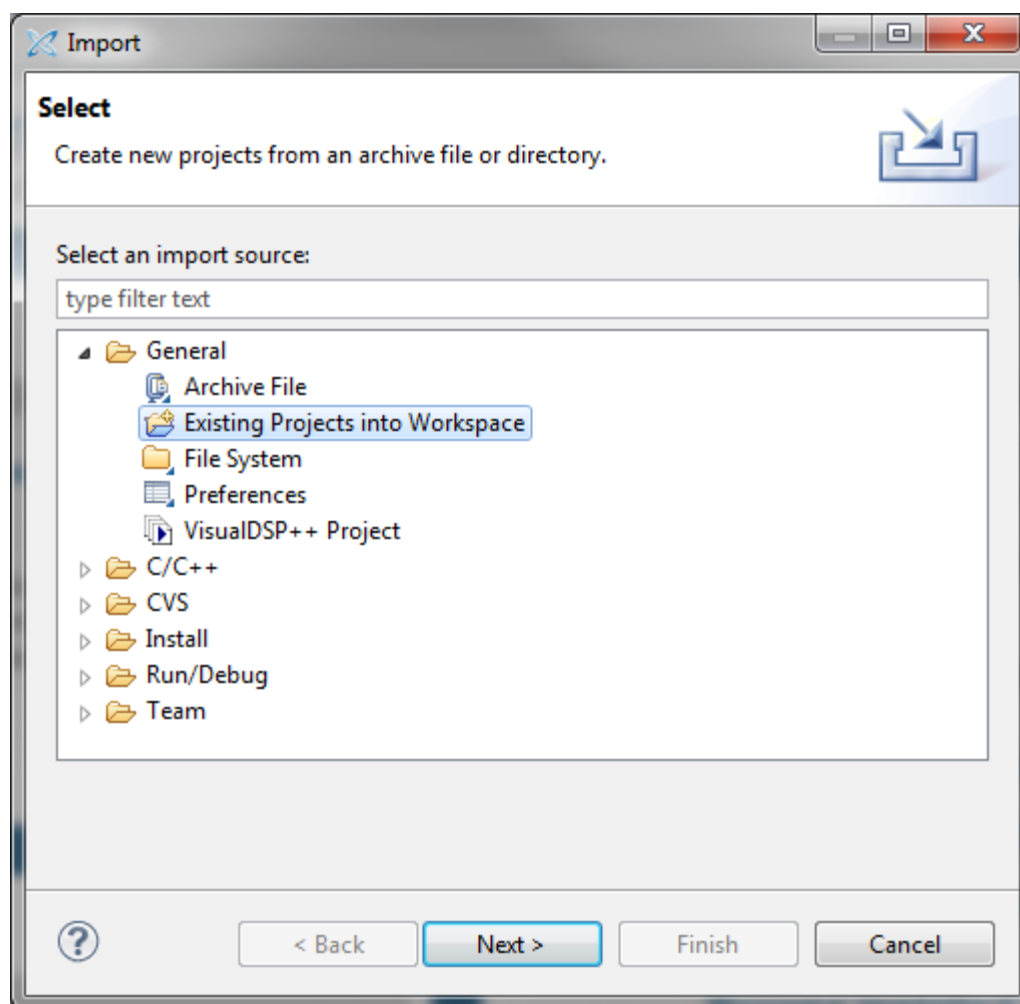 Import
Select
Create new projects from an archive file or directory.
Select an import source:
type filter text
General
Archive File
Existing Projects into Workspace
File System
Preferences
VisualDSP++ Project
C/C++
CVS
Install
Run/Debug
Team
? < Back Next > Finish Cancel